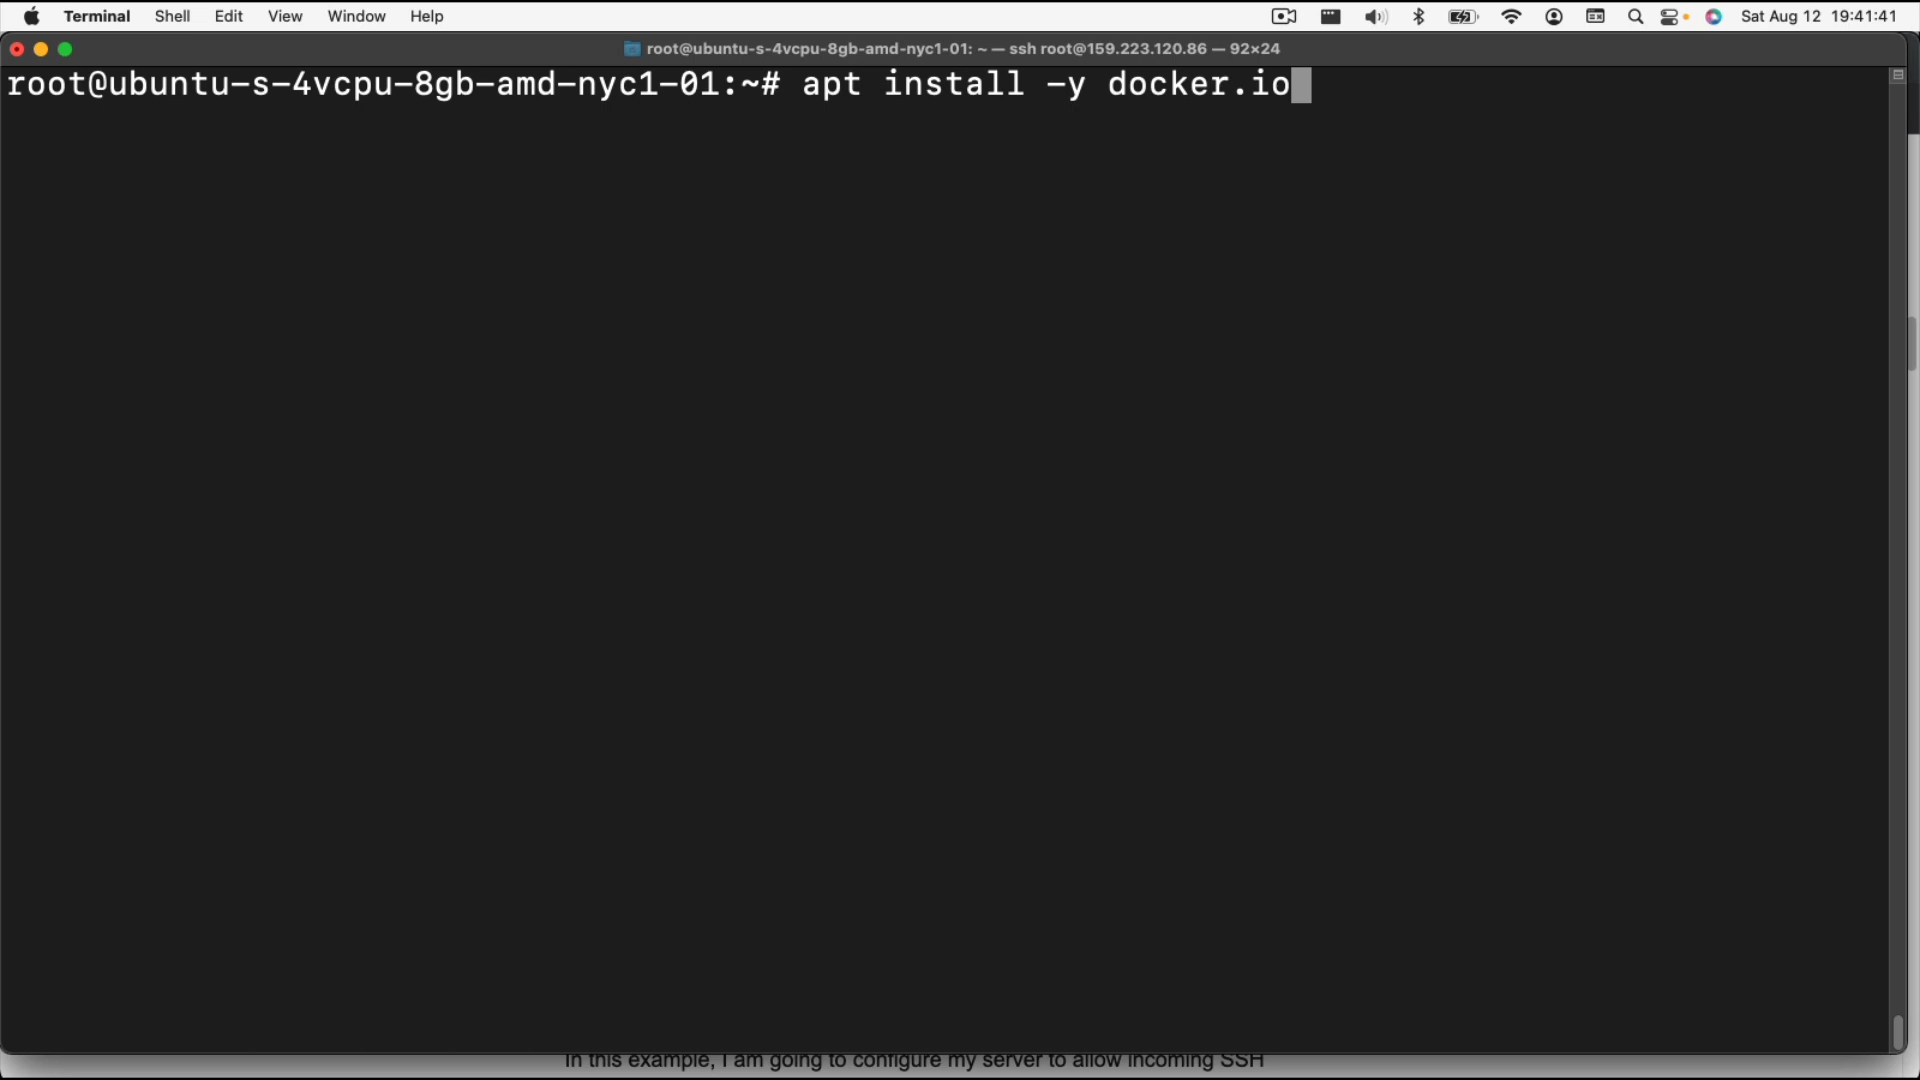 Terminal Shell Edit View Window Help Sat Aug 12 19:41:41
root@ubuntu-s-4vcpu-8gb-amd-nyc1-01: ~ — ssh root@159.223.120.86 — 92×24
root@ubuntu-s-4vcpu-8gb-amd-nyc1-01:~# apt install -y docker.io
In this example, I am going to configure my server to allow incoming SSH